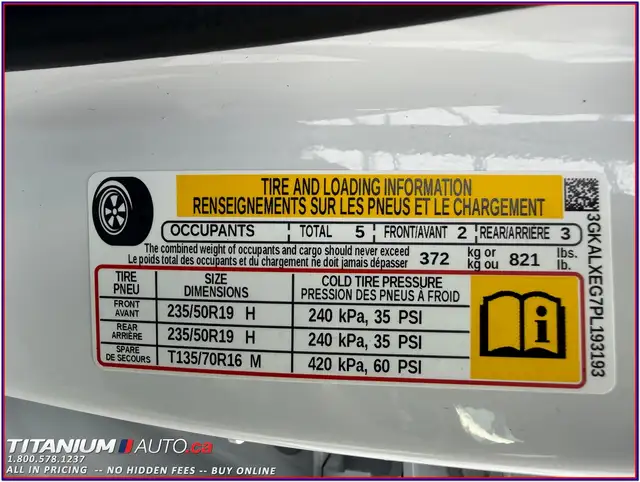 TIRE AND LOADING INFORMATION
RENSEIGNEMENTS SUR LES PNEUS ET LE CHARGEMENT
OCCUPANTS TOTAL 5 FRONT/AVANT 2 REAR/ARRIÈRE 3
The combined weight of occupants and cargo should never exceed 372 kg or 821 lbs.
Le poids total des occupants et du chargement ne doit jamais dépasser kg ou lb.
TIRE SIZE COLD TIRE PRESSURE
PNEU DIMENSIONS PRESSION DES PNEUS À FROID
FRONT
AVANT 235/50R19 H 240 kPa, 35 PSI
REAR
ARRIÈRE 235/50R19 H 240 kPa, 35 PSI
SPARE
DE SECOURS T135/70R16 M 420 kPa, 60 PSI
3GKALXEG7PL193193
TITANIUM AUTO.ca
1.800.578.1237
ALL IN PRICING -- NO HIDDEN FEES -- BUY ONLINE